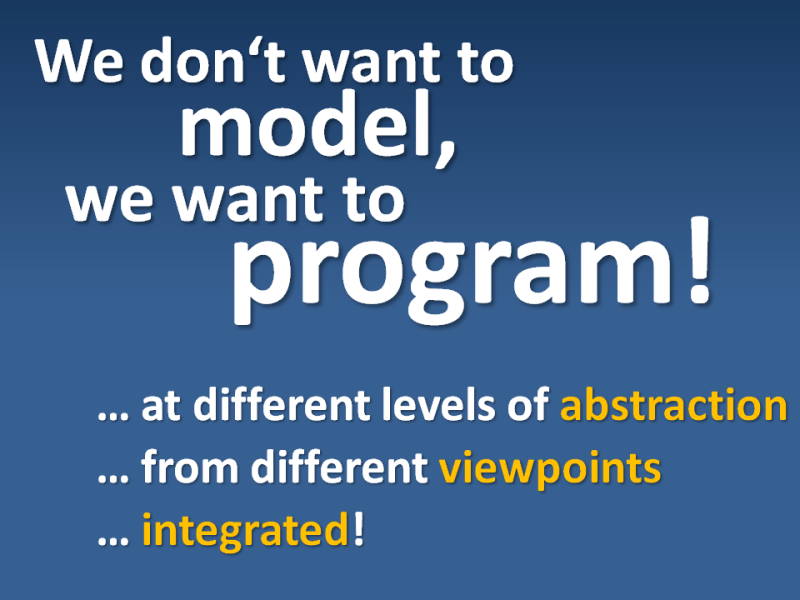 We don‘t want to
model,
we want to
program!
... at different levels of abstraction
... from different viewpoints
... integrated!